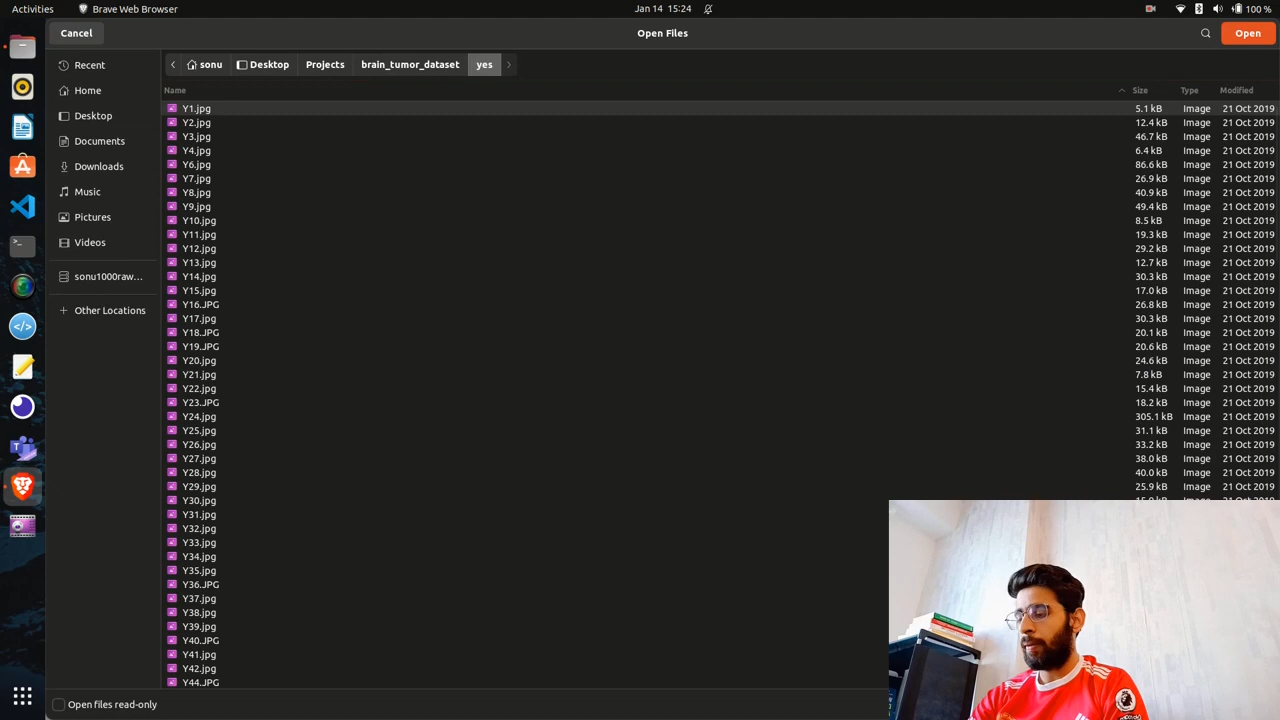 Activities Brave Web Browser Jan 14 15:24 100 %
Cancel Open Files Open
sonu Desktop Projects brain_tumor_dataset yes
Recent
Home
Desktop
Documents
Downloads
Music
Pictures
Videos
sonu1000raw...
Other Locations
Name Size Type Modified
Y1.jpg 5.1 kB Image 21 Oct 2019
Y2.jpg 12.4 kB Image 21 Oct 2019
Y3.jpg 46.7 kB Image 21 Oct 2019
Y4.jpg 6.4 kB Image 21 Oct 2019
Y6.jpg 86.6 kB Image 21 Oct 2019
Y7.jpg 26.9 kB Image 21 Oct 2019
Y8.jpg 40.9 kB Image 21 Oct 2019
Y9.jpg 49.4 kB Image 21 Oct 2019
Y10.jpg 8.5 kB Image 21 Oct 2019
Y11.jpg 19.3 kB Image 21 Oct 2019
Y12.jpg 29.2 kB Image 21 Oct 2019
Y13.jpg 12.7 kB Image 21 Oct 2019
Y14.jpg 30.3 kB Image 21 Oct 2019
Y15.jpg 17.0 kB Image 21 Oct 2019
Y16.JPG 26.8 kB Image 21 Oct 2019
Y17.jpg 30.3 kB Image 21 Oct 2019
Y18.JPG 20.1 kB Image 21 Oct 2019
Y19.JPG 20.6 kB Image 21 Oct 2019
Y20.jpg 24.6 kB Image 21 Oct 2019
Y21.jpg 7.8 kB Image 21 Oct 2019
Y22.jpg 15.4 kB Image 21 Oct 2019
Y23.JPG 18.2 kB Image 21 Oct 2019
Y24.jpg 305.1 kB Image 21 Oct 2019
Y25.jpg 31.1 kB Image 21 Oct 2019
Y26.jpg 33.2 kB Image 21 Oct 2019
Y27.jpg 38.0 kB Image 21 Oct 2019
Y28.jpg 40.0 kB Image 21 Oct 2019
Y29.jpg 25.9 kB Image 21 Oct 2019
Y30.jpg Image 21 Oct 2019
Y31.jpg
Y32.jpg
Y33.jpg
Y34.jpg
Y35.jpg
Y36.JPG
Y37.jpg
Y38.jpg
Y39.jpg
Y40.JPG
Y41.jpg
Y42.jpg
Y44.JPG
Open files read-only